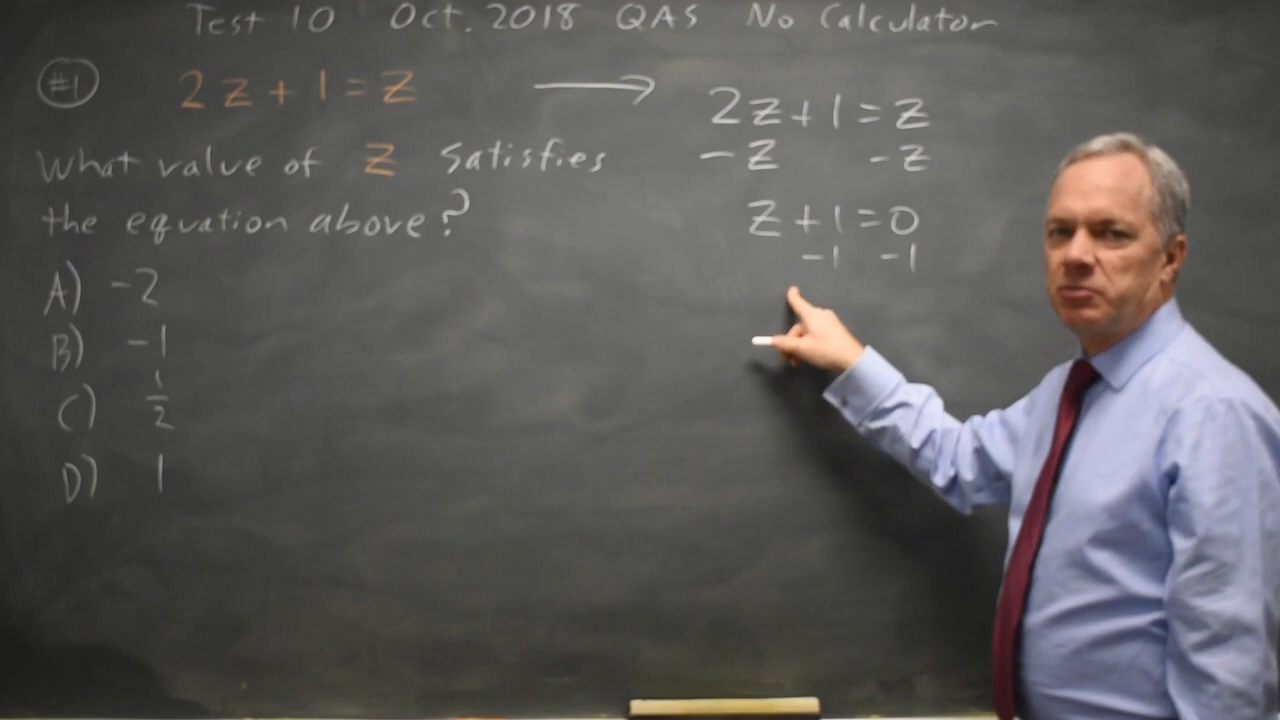 Test 10 Oct. 2018 QAS No Calculator
#1 2z+1=z
What value of z satisfies
the equation above?
A) -2
B) -1
C) 1/2
D) 1
2z+1=z
-z -z
z+1=0
-1 -1